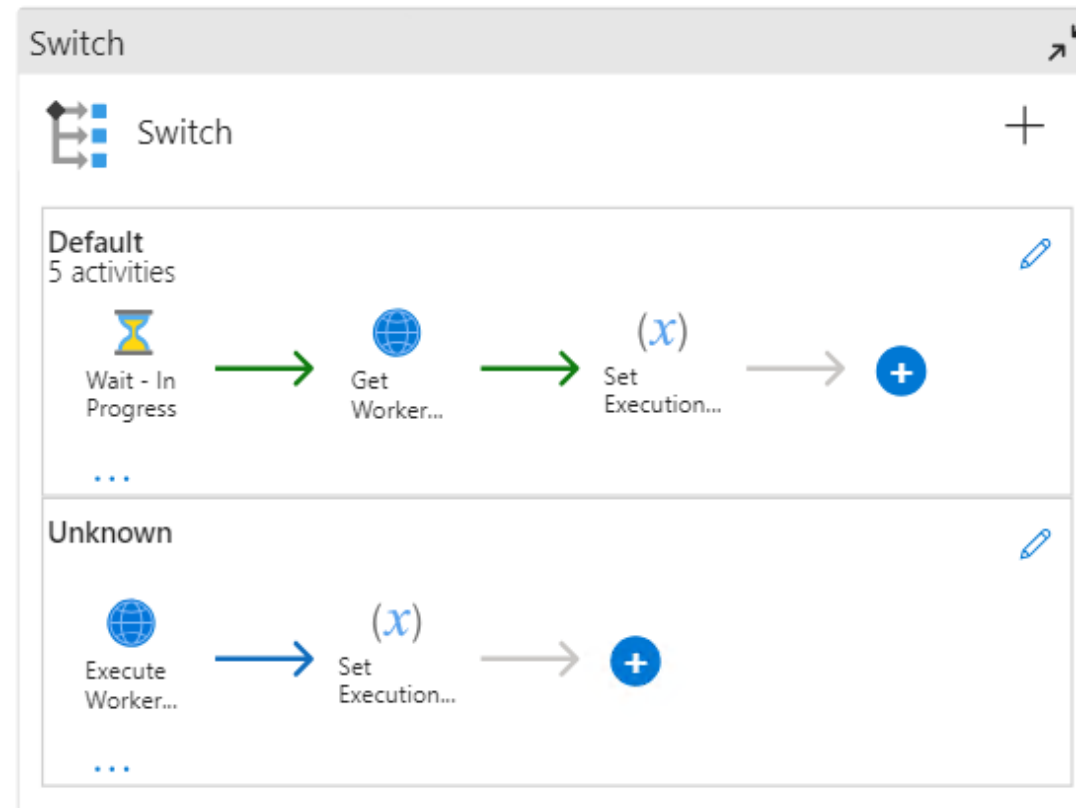 Switch
Switch
Default
5 activities
Wait - In
Progress
Get
Worker...
(x)
Set
Execution...
...
Unknown
Execute
Worker...
(x)
Set
Execution...
...